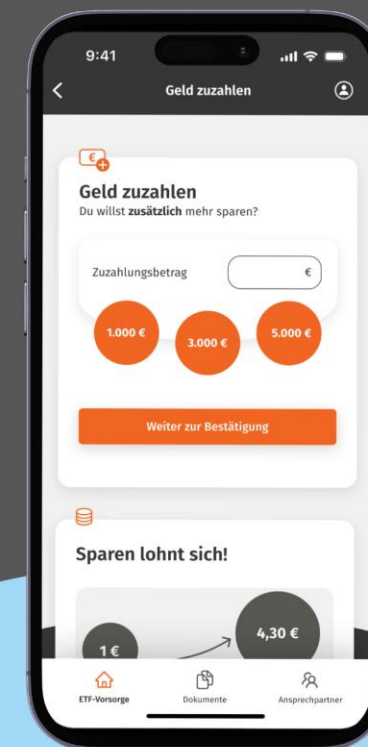 9:41
Geld zuzahlen
€
Geld zuzahlen
Du willst zusätzlich mehr sparen?
Zuzahlungsbetrag €
1.000 € 3.000 € 5.000 €
Weiter zur Bestätigung
Sparen lohnt sich!
4,30 €
1 €
ETF-Vorsorge Dokumente Ansprechpartner